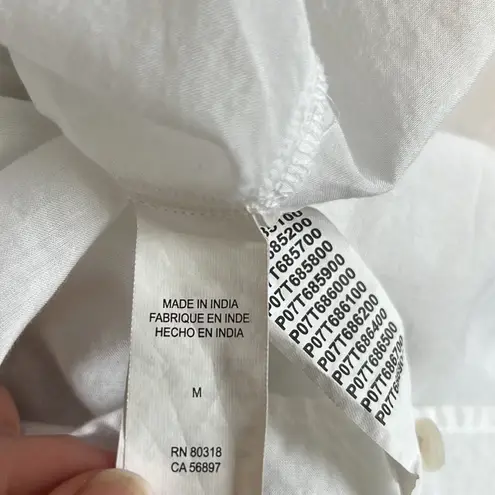 MADE IN INDIA
FABRIQUE EN INDE
HECHO EN INDIA
M
RN 80318
CA 56897
P07T685700
P07T685800
P07T685900
P07T686000
P07T686100
P07T686200
P07T686400
P07T686500